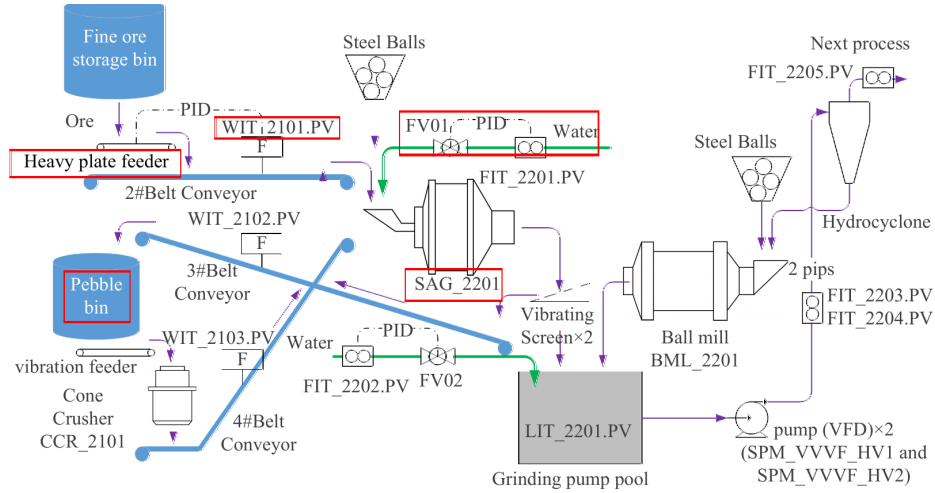 Fine ore
storage bin
Steel Balls
Next process
FIT_2205.PV
PID
Ore
WIT_2101.PV
F
FV01
PID
Water
Heavy plate feeder
FIT_2201.PV
Steel Balls
2#Belt Conveyor
WIT_2102.PV
F
Hydrocyclone
3#Belt
Conveyor
SAG_2201
Pebble
bin
2 pips
FIT_2203.PV
FIT_2204.PV
Vibrating
Screen×2
Ball mill
BML_2201
WIT_2103.PV
F
Water
PID
vibration feeder
FIT_2202.PV
FV02
Cone
Crusher
CCR_2101
4#Belt
Conveyor
LIT_2201.PV
Grinding pump pool
pump (VFD)×2
(SPM_VVVF_HV1 and
SPM_VVVF_HV2)